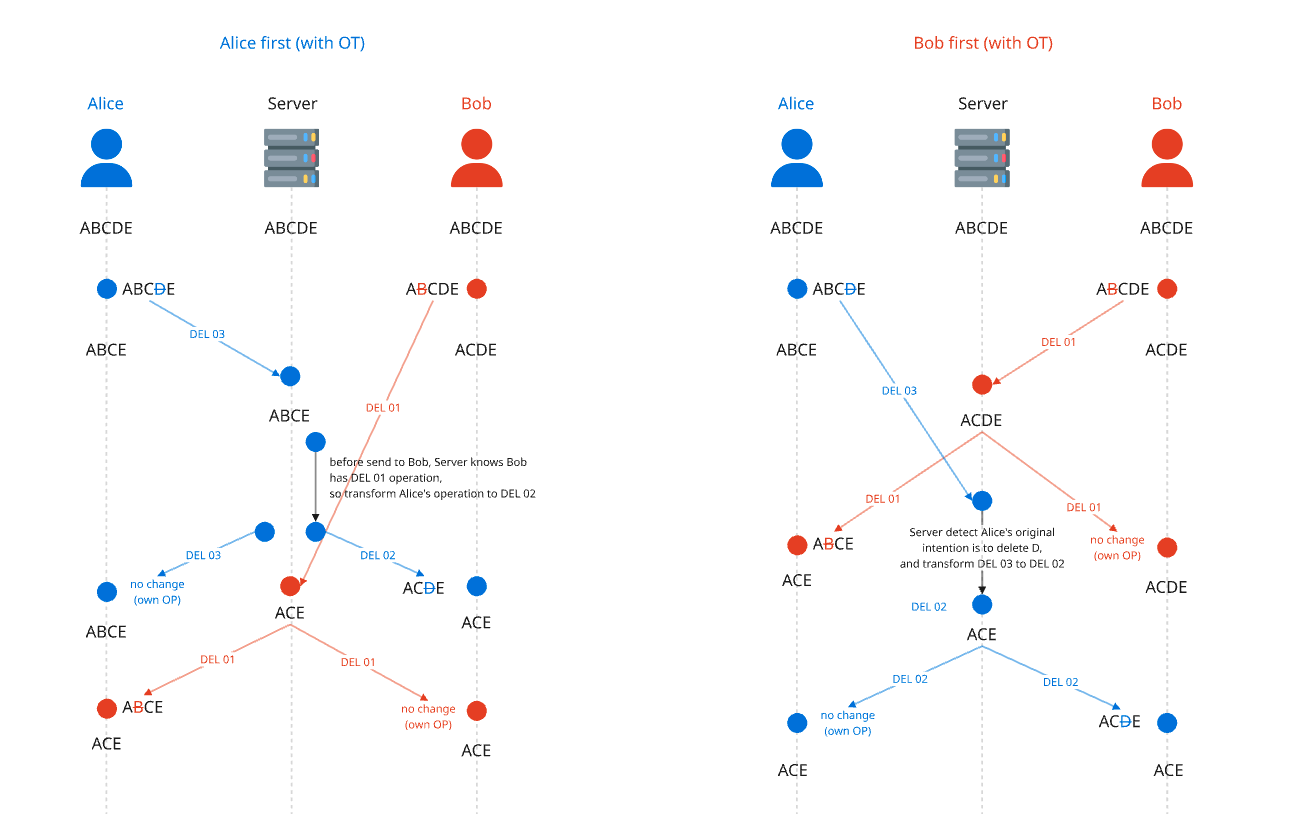 Alice first (with OT)
Alice
Server
Bob
ABCDE
ABCDE
ABCDE
ABCDE
ABCDE
DEL 03
ABCE
ACDE
ABCE
DEL 01
before send to Bob, Server knows Bob
has DEL 01 operation,
so transform Alice's operation to DEL 02
DEL 03
DEL 02
no change
(own OP)
ACDE
ACE
ABCE
ACE
DEL 01
DEL 01
ABCE
no change
(own OP)
ACE
ACE
Bob first (with OT)
Alice
Server
Bob
ABCDE
ABCDE
ABCDE
ABCDE
ABCDE
DEL 01
ABCE
ACDE
DEL 03
ACDE
DEL 01
DEL 01
Server detect Alice's original
intention is to delete D,
and transform DEL 03 to DEL 02
ABCE
no change
(own OP)
ACE
ACDE
DEL 02
ACE
DEL 02
DEL 02
no change
(own OP)
ACDE
ACE
ACE